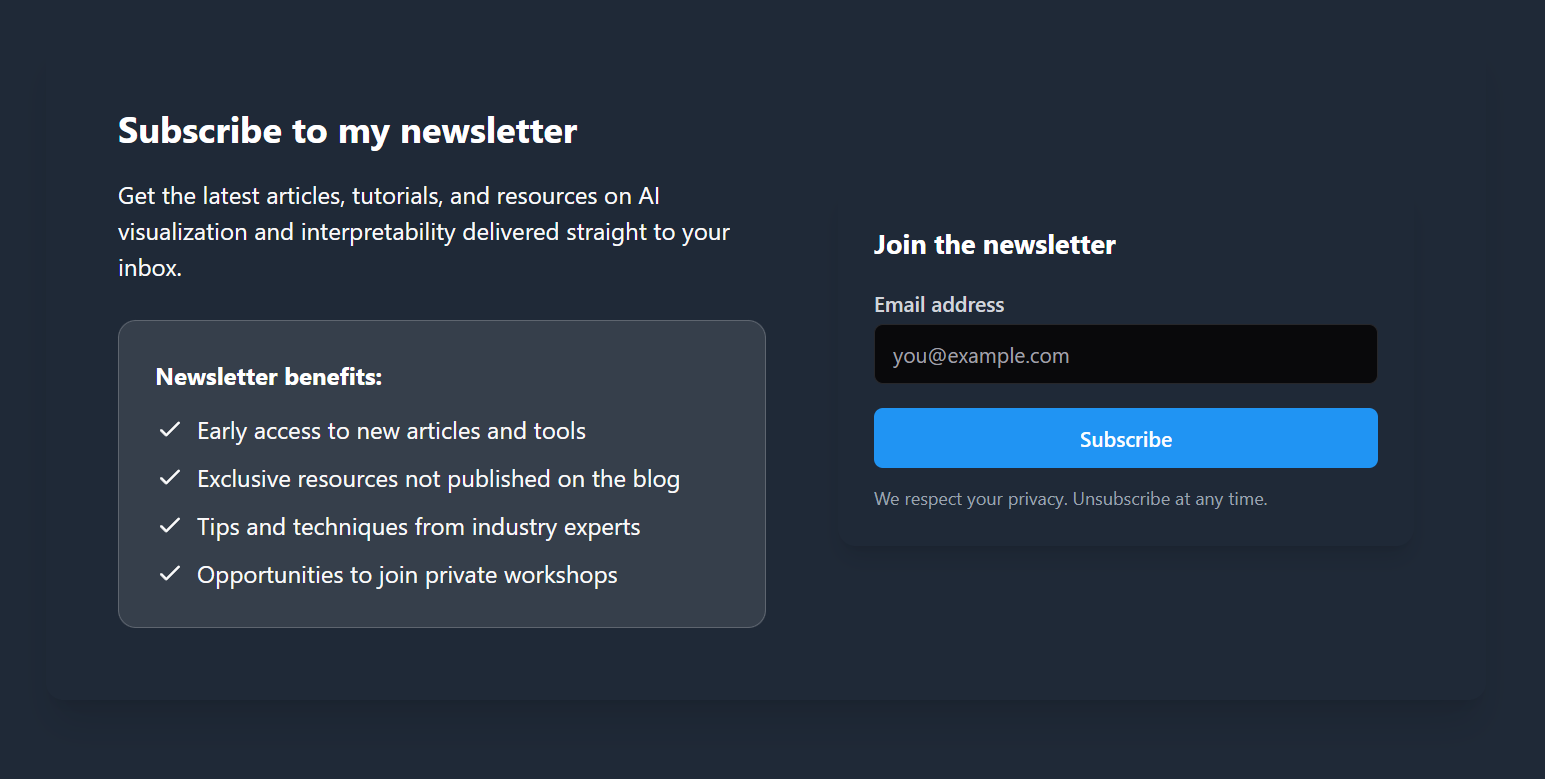 Subscribe to my newsletter
Get the latest articles, tutorials, and resources on AI
visualization and interpretability delivered straight to your
inbox.
Newsletter benefits:
Early access to new articles and tools
Exclusive resources not published on the blog
Tips and techniques from industry experts
Opportunities to join private workshops
Join the newsletter
Email address
you@example.com
Subscribe
We respect your privacy. Unsubscribe at any time.